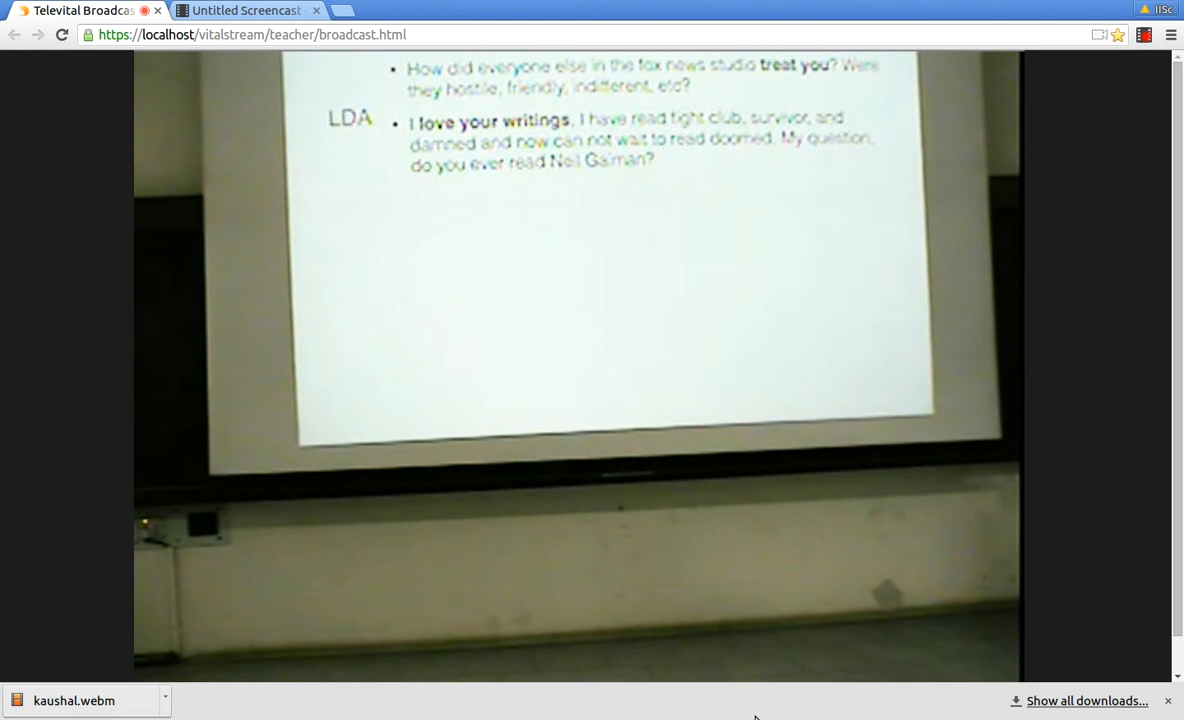 Televital Broadcas
Untitled Screencast
IISc
https://localhost/vitalstream/teacher/broadcast.html
• How did everyone else in the fox news studio treat you? Were
they hostile, friendly, indifferent, etc?
LDA
• I love your writings. I have read fight club, survivor, and
damned and now can not wait to read doomed. My question,
do you ever read Neil Gaiman?
kaushal.webm
Show all downloads...